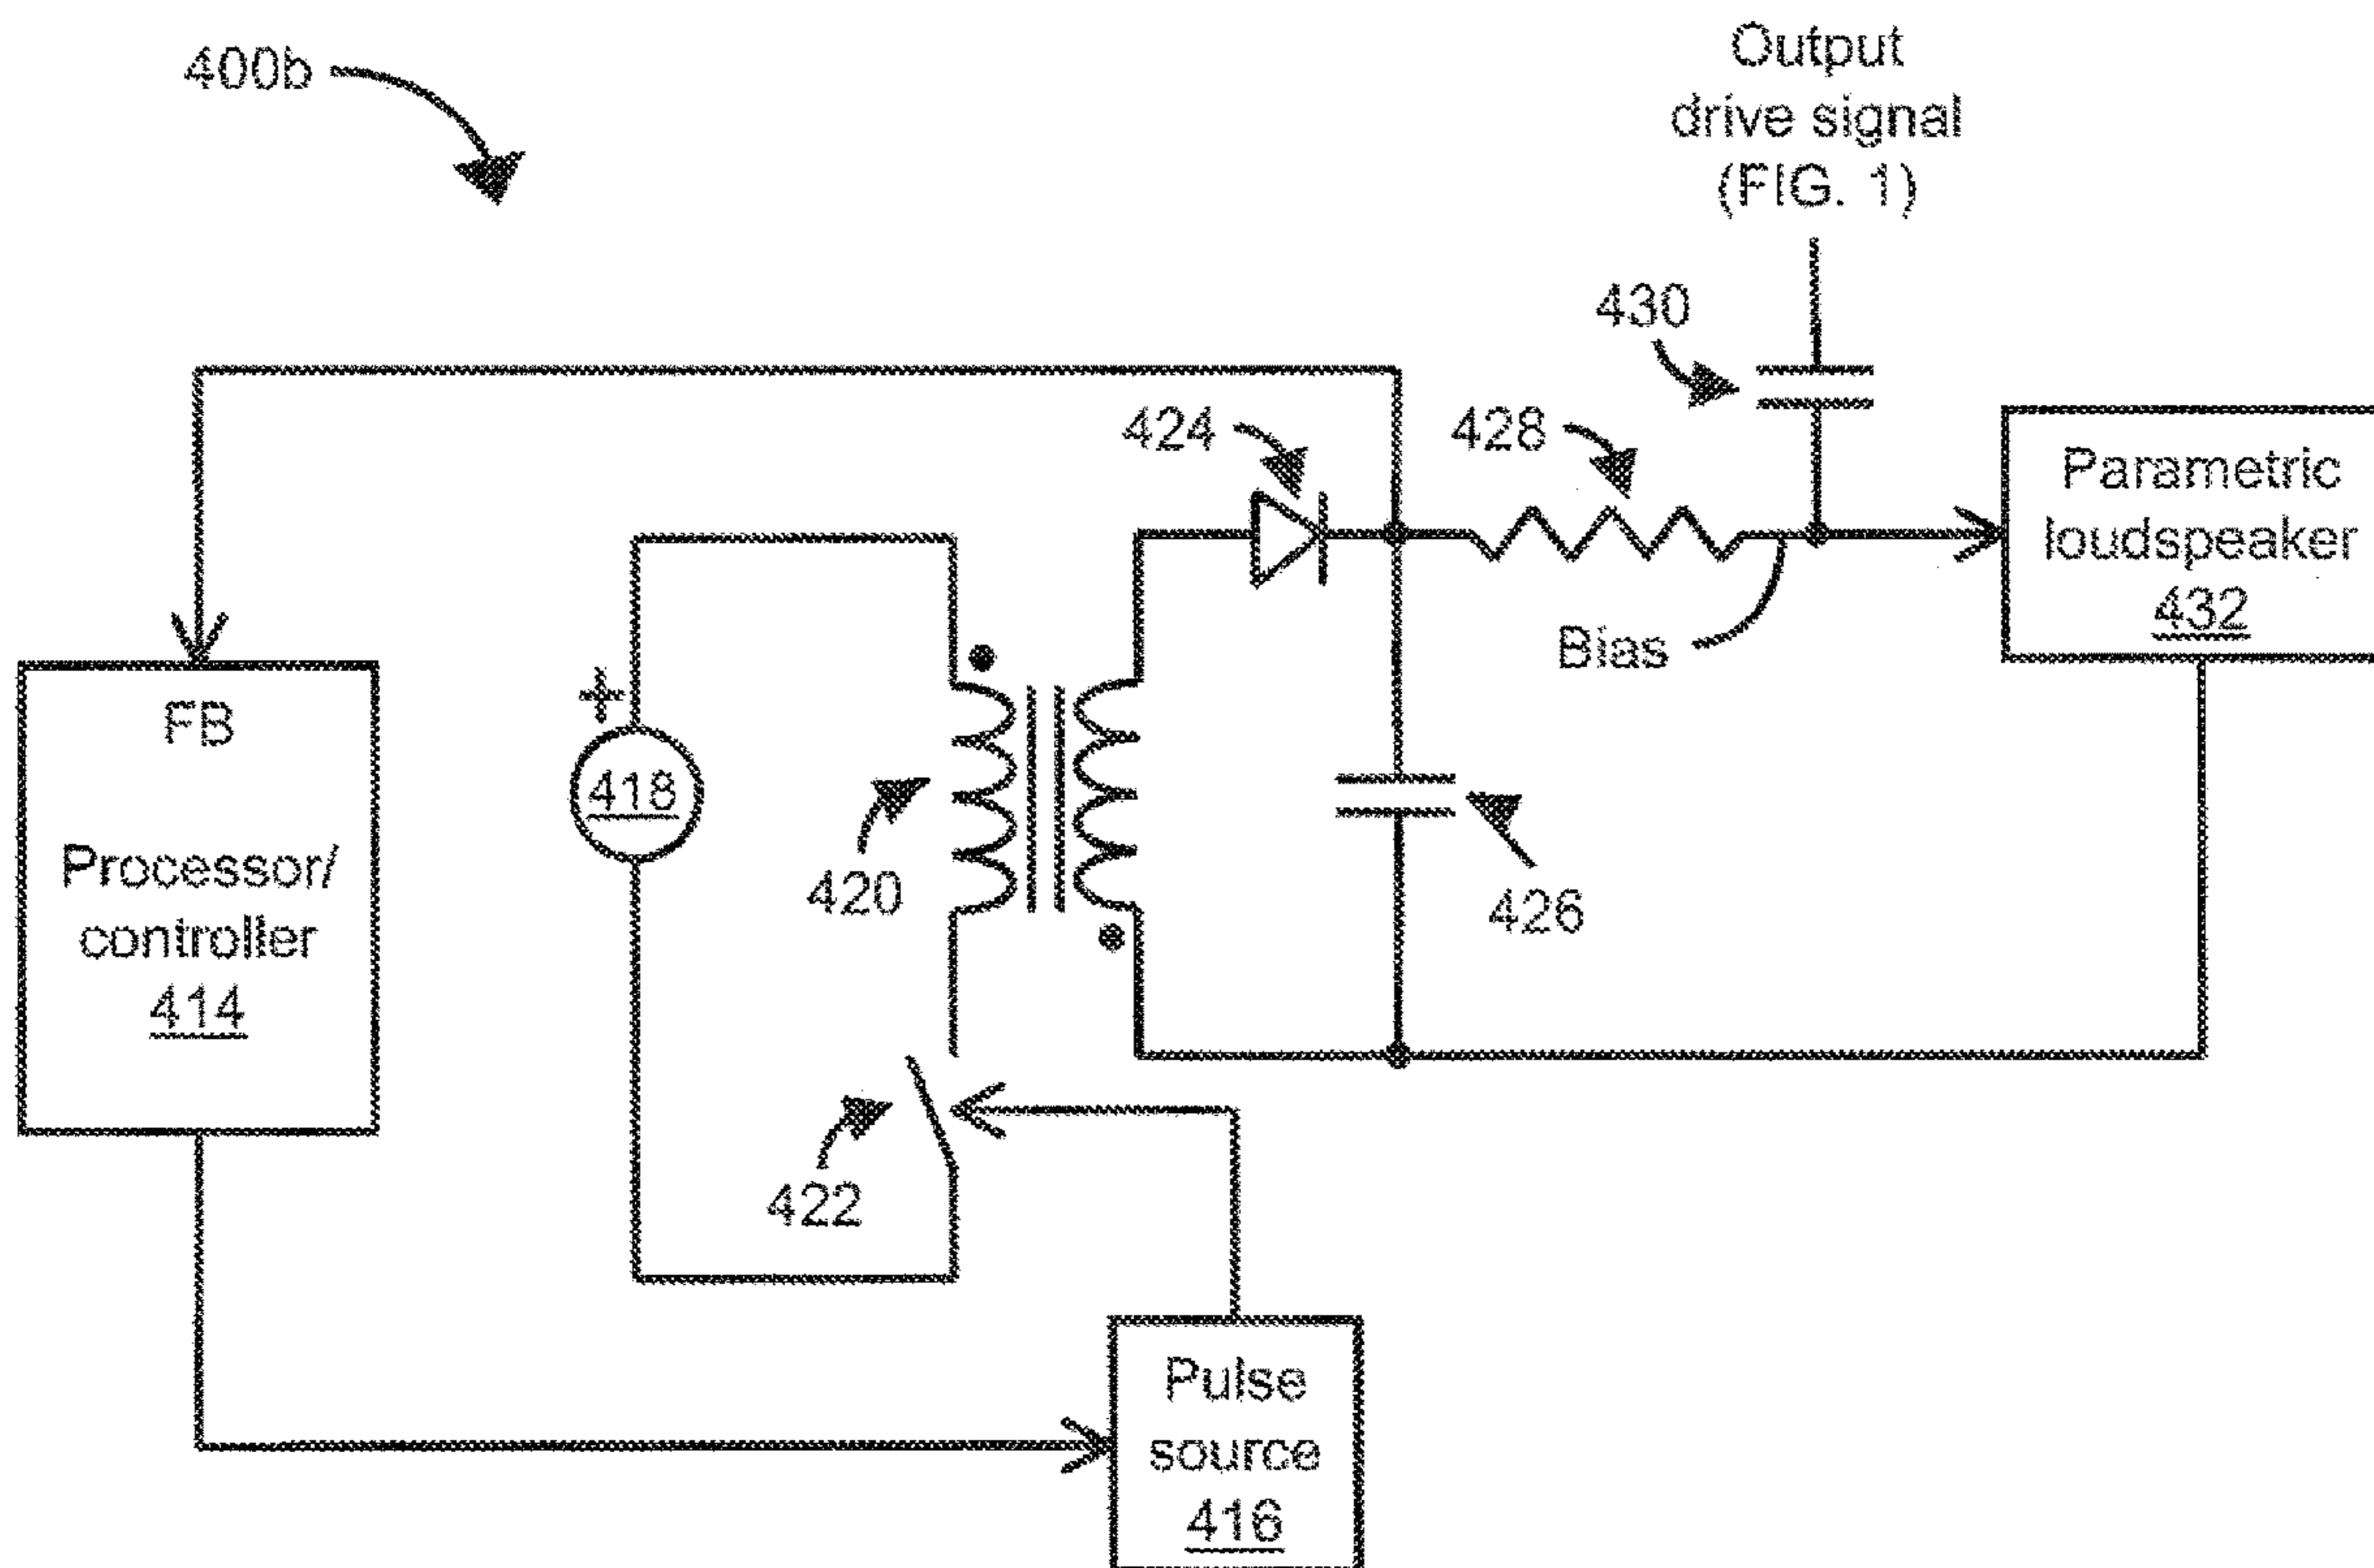 400b
Output
drive signal
(FIG. 1)
430
424
428
Parametric
loudspeaker
432
Bias
FB
Processor/
controller
414
+
418
420
426
422
Pulse
source
416